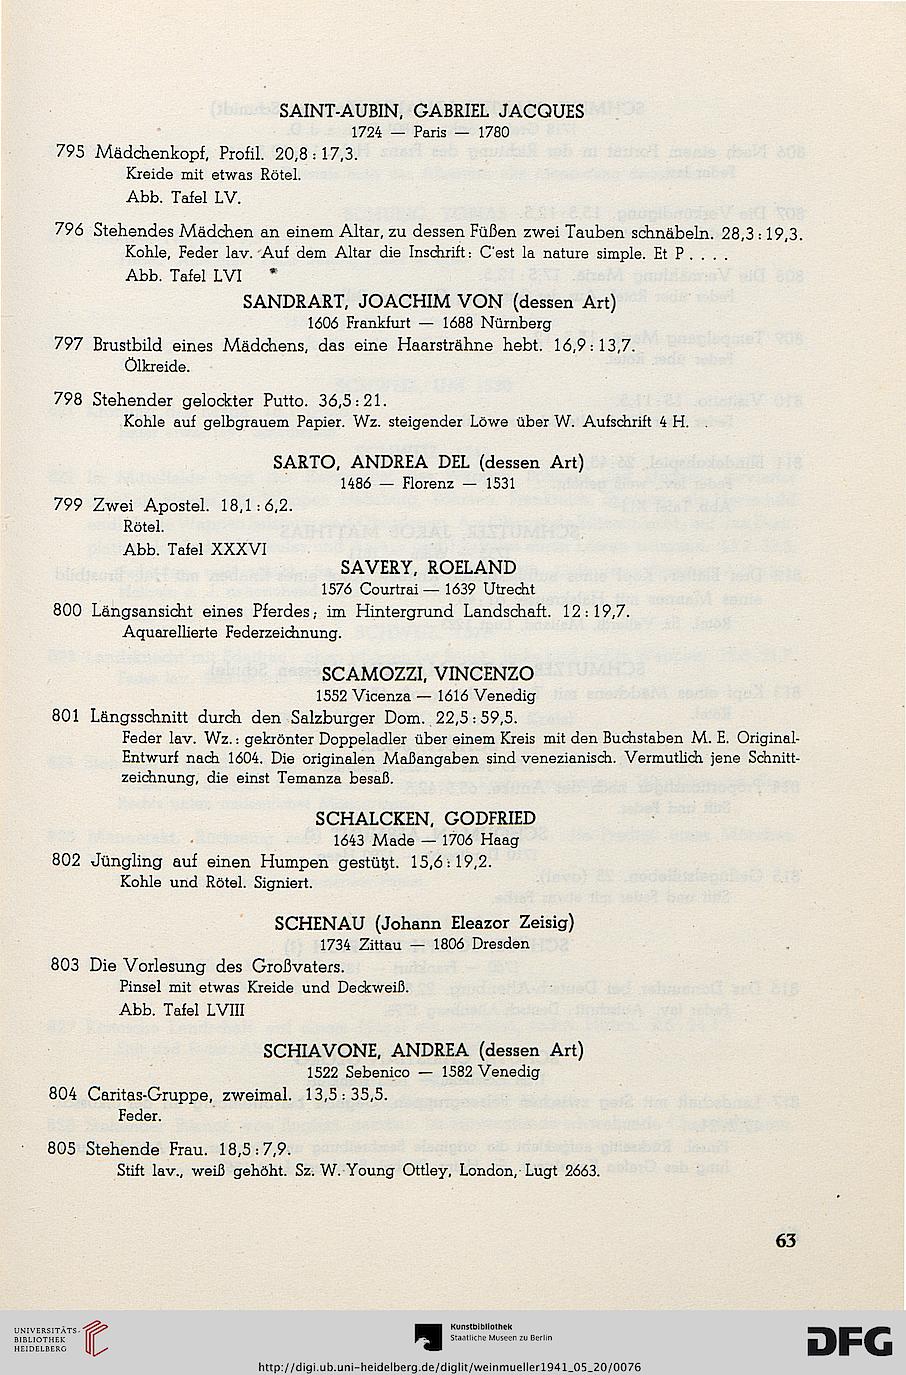 SAINT-AUBIN, GABRIEL JACQUES
1724 — Paris — 1780
795 Mädchenkopf, Profil. 20,8 : 17,3.
Kreide mit etwas Rötel.
Abb. Tafel LV.
796 Stehendes Mädchen an einem Altar, zu dessen Füßen zwei Tauben schnäbeln. 28,3 : 19,3.
Kohle, Feder lav. Auf dem Altar die Inschrift: C'est la nature simple. Et P . . . .
Abb. Tafel LVI
SANDRART, JOACHIM VON (dessen Art)
1606 Frankfurt — 1688 Nürnberg
797 Brustbild eines Mädchens, das eine Haarsträhne hebt. 16,9 : 13,7.
Ölkreide.
798 Stehender gelockter Putto. 36,5 : 21.
Kohle auf gelbgrauem Papier. Wz. steigender Löwe über W. Aufschrift 4 H.
SARTO, ANDREA DEL (dessen Art)
1486 — Florenz — 1531
799 Zwei Apostel. 18,1 : 6,2.
Rötel.
Abb. Tafel XXXVI
SAVERY, ROELAND
1576 Courtrai — 1639 Utrecht
800 Längsansicht eines Pferdes; im Hintergrund Landschaft. 12 : 19,7.
Aquarellierte Federzeichnung.
SCAMOZZI, VINCENZO
1552 Vicenza — 1616 Venedig
801 Längsschnitt durch den Salzburger Dom. 22,5 : 59,5.
Feder lav. Wz.: gekrönter Doppeladler über einem Kreis mit den Buchstaben M. E. Original-
Entwurf nach 1604. Die originalen Maßangaben sind venezianisch. Vermutlich jene Schnitt-
zeichnung, die einst Temanza besaß.
SCHALCKEN, GODFRIED
1643 Made — 1706 Haag
802 Jüngling auf einen Humpen gestützt. 15,6 : 19,2.
Kohle und Rötel. Signiert.
SCHENAU (Johann Eleazor Zeisig)
1734 Zittau — 1806 Dresden
803 Die Vorlesung des Großvaters.
Pinsel mit etwas Kreide und Deckweiß.
Abb. Tafel LVIII
SCHIAVONE, ANDREA (dessen Art)
1522 Sebenico — 1582 Venedig
804 Caritas-Gruppe, zweimal. 13,5 : 35,5.
Feder.
805 Stehende Frau. 18,5 : 7,9.
Stift lav., weiß gehöht. Sz. W. Young Ottley, London, Lugt 2663.
63
UNIVERSITÄTS-
BIBLIOTHEK
HEIDELBERG
Kunstbibliothek
Staatliche Museen zu Berlin
DFG
http://digi.ub.uni-heidelberg.de/diglit/weinmueller1941_05_20/0076